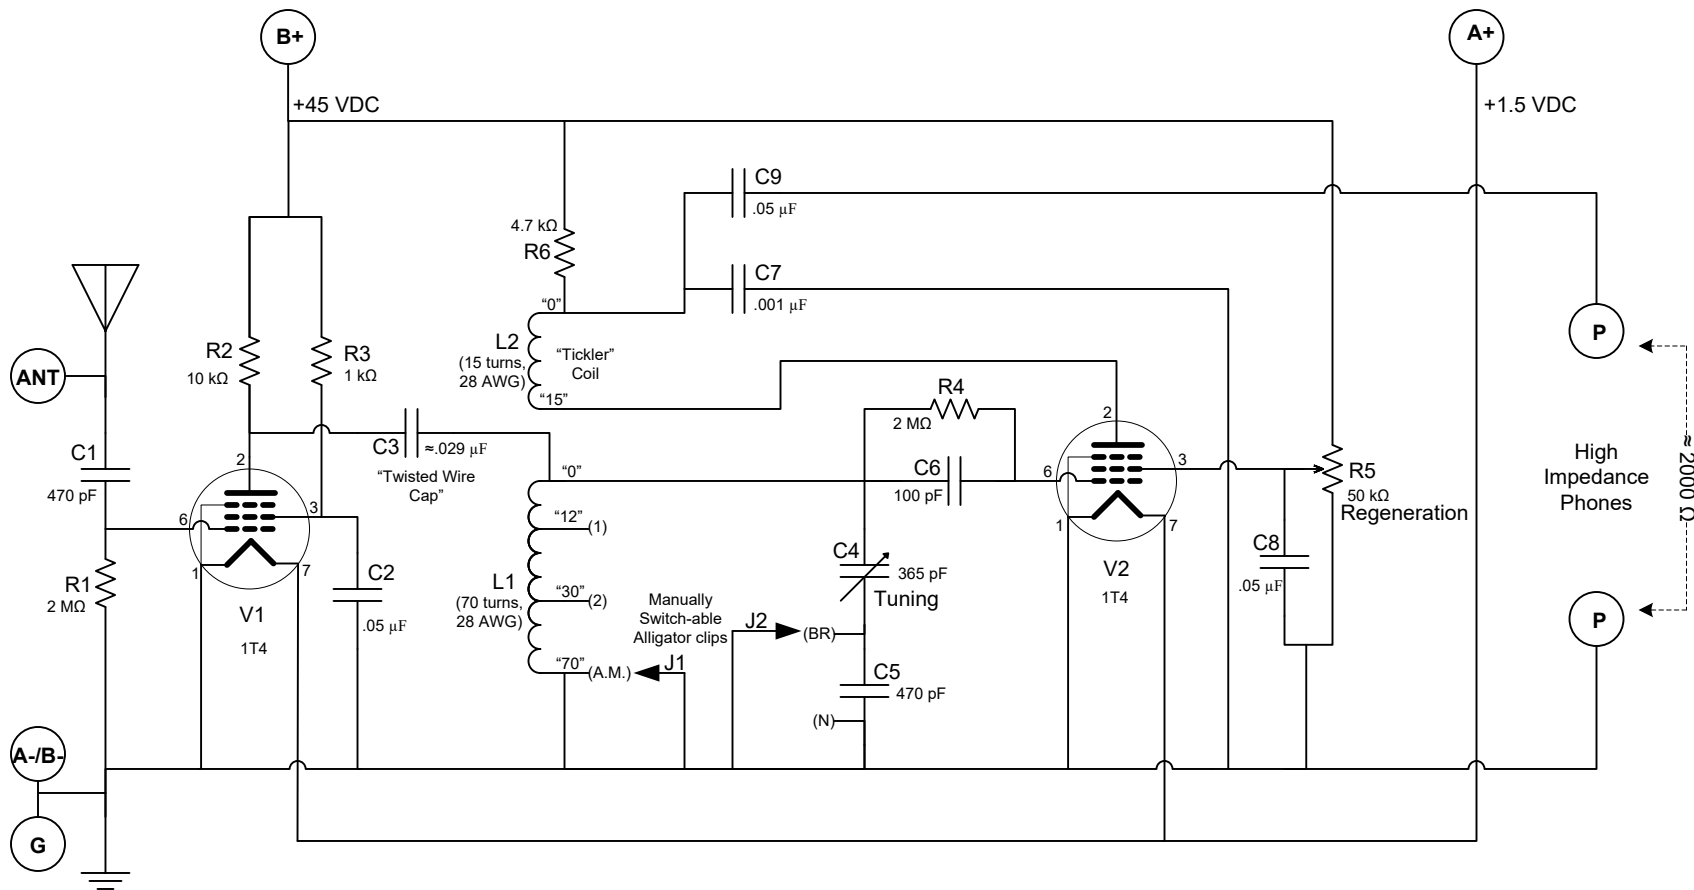 B+
A+
+45 VDC
+1.5 VDC
C9
.05 µF
4.7 kΩ
R6
C7
.001 µF
"0"
P
ANT
R2
10 kΩ
R3
1 kΩ
L2
(15 turns,
28 AWG)
"Tickler"
Coil
"15"
R4
2 MΩ
2
C1
470 pF
C3
≈.029 µF
"Twisted Wire
Cap"
2
"0"
C6
100 pF
6
3
R5
50 kΩ
Regeneration
High
Impedance
Phones
≈2000 Ω
6
3
"12"
(1)
1
7
R1
2 MΩ
1
7
C2
.05 µF
V1
1T4
L1
(70 turns,
28 AWG)
"30"
(2)
Manually
Switch-able
Alligator clips
C4
365 pF
Tuning
V2
1T4
C8
.05 µF
P
J2
(BR)
"70"
(A.M.)
J1
C5
470 pF
(N)
A-/B-
G